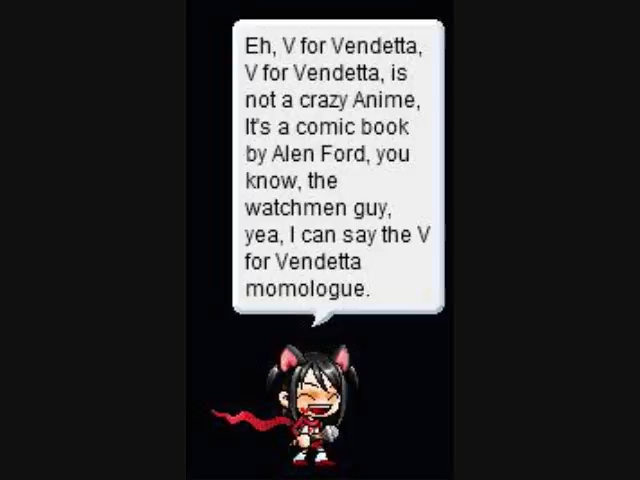 Eh, V for Vendetta,
V for Vendetta, is
not a crazy Anime,
It's a comic book
by Alen Ford, you
know, the
watchmen guy,
yea, I can say the V
for Vendetta
momologue.